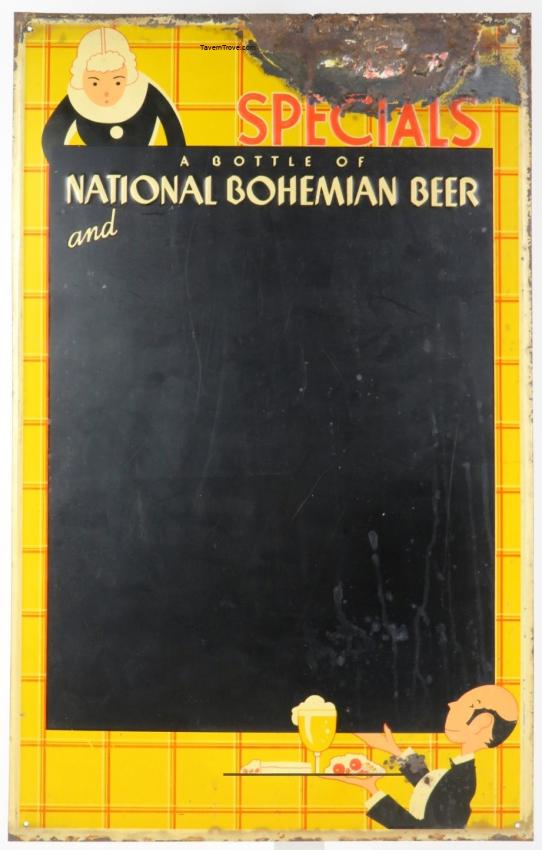 TavernTrove.com
SPECIALS
A BOTTLE OF
NATIONAL BOHEMIAN BEER
and